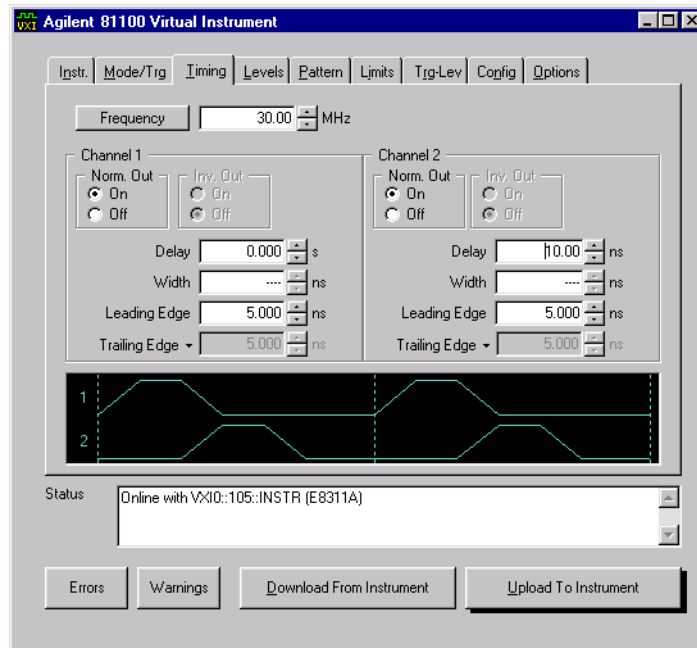 VXI Agilent 81100 Virtual Instrument
Instr. Mode/Trg Timing Levels Pattern Limits Trg-Lev Config Options
Frequency 30.00 MHz
Channel 1
Norm. Out Inv. Out
On On
Off Off
Delay 0.000 s
Width ---- ns
Leading Edge 5.000 ns
Trailing Edge 5.000 ns
Channel 2
Norm. Out Inv. Out
On On
Off Off
Delay 10.00 ns
Width ---- ns
Leading Edge 5.000 ns
Trailing Edge 5.000 ns
1
2
Status Online with VXI0::105::INSTR (E8311A)
Errors Warnings Download From Instrument Upload To Instrument